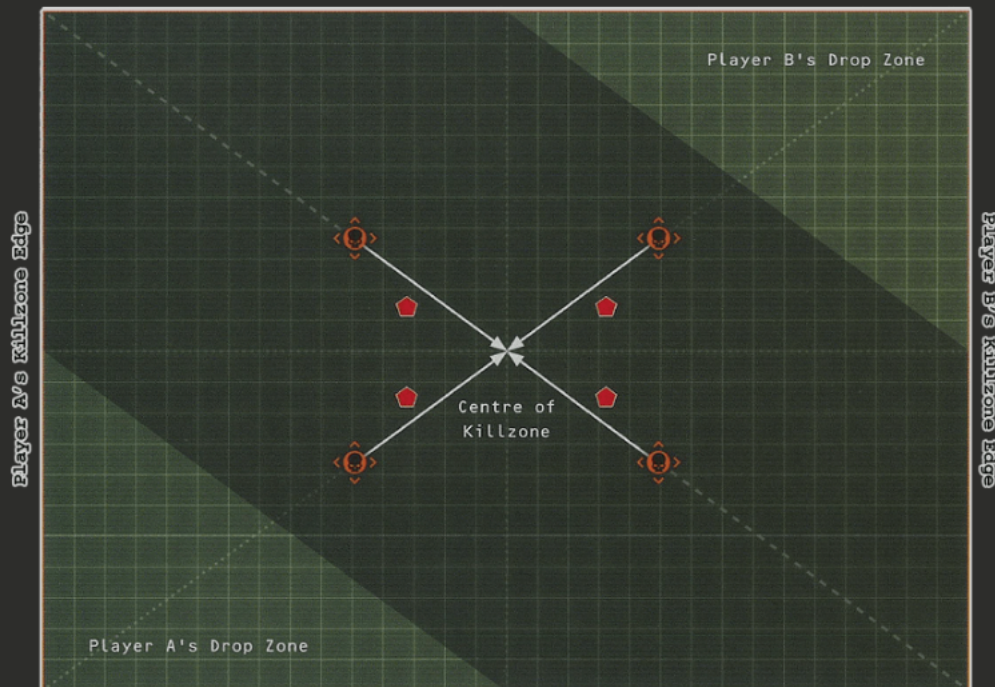 Player B's Drop Zone
Player A's Killzone Edge
Player B's Killzone Edge
Centre of
Killzone
Player A's Drop Zone